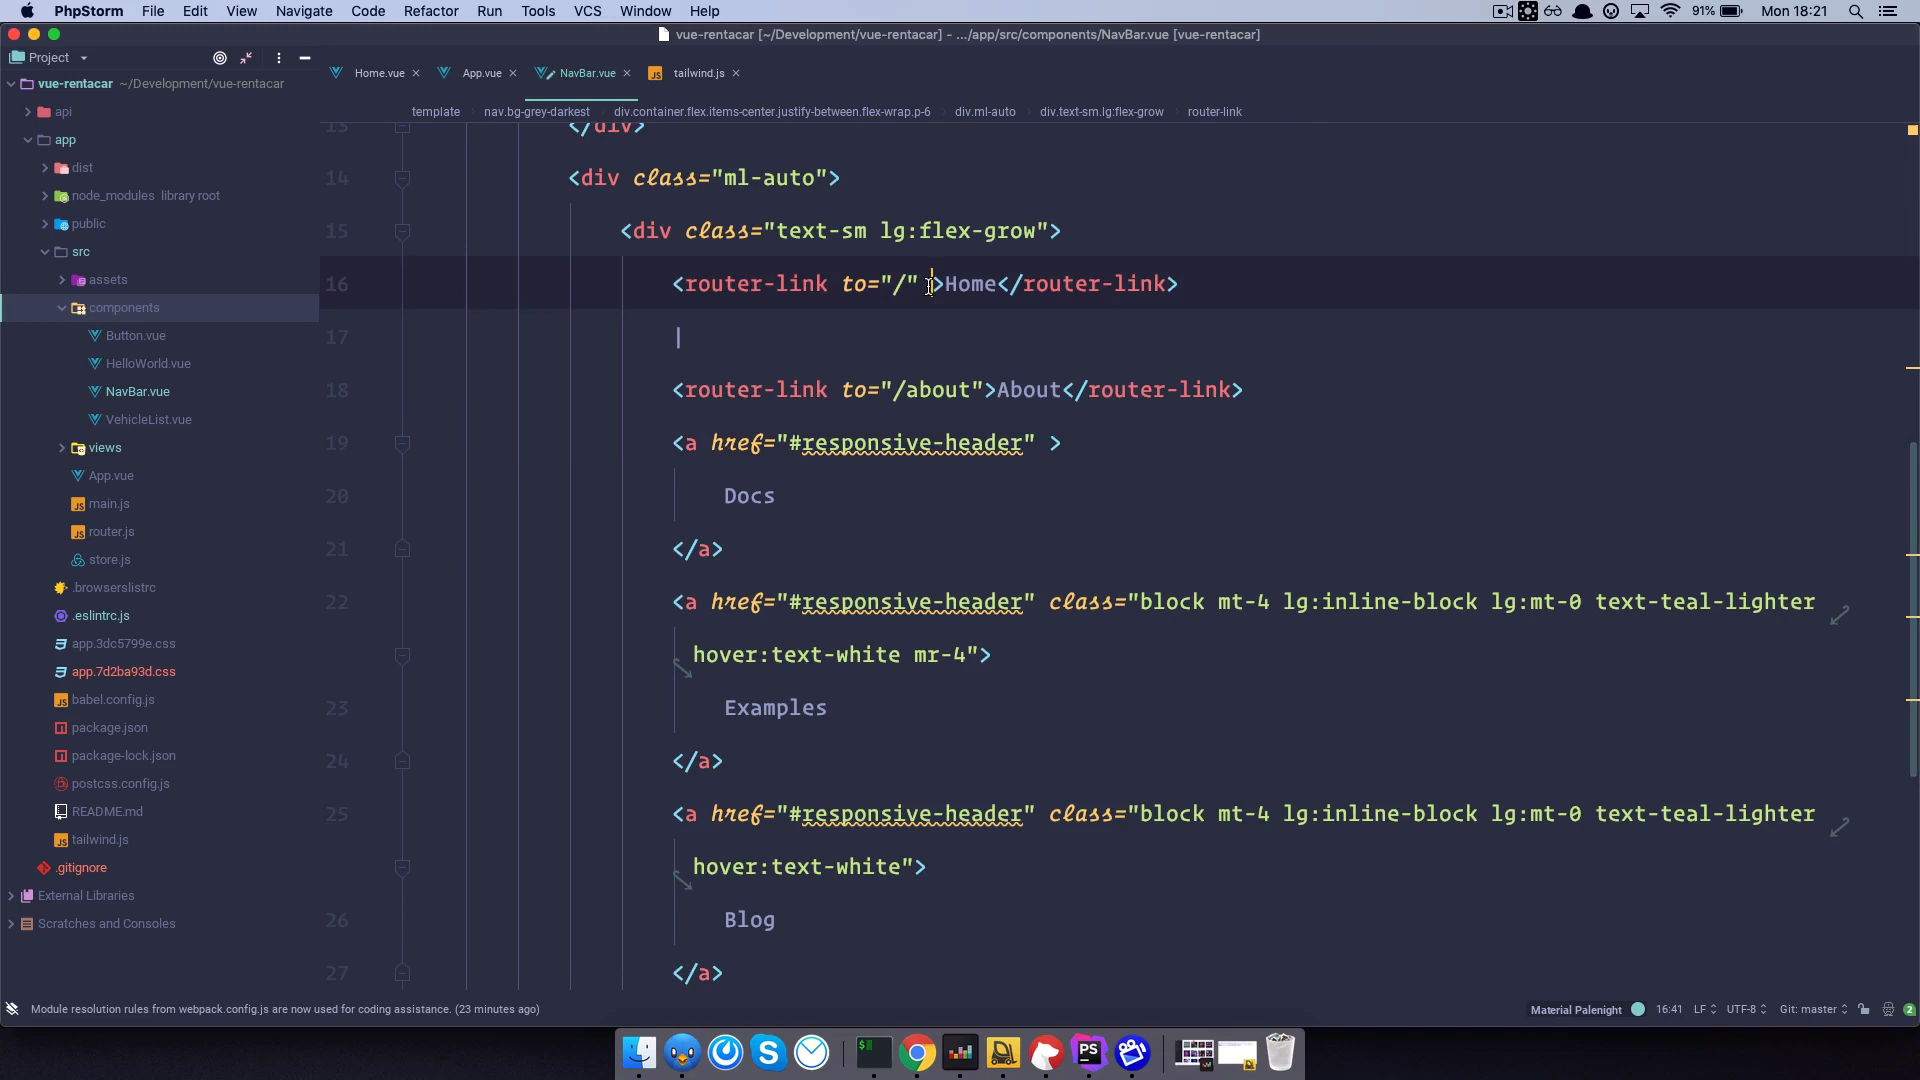 PhpStorm File Edit View Navigate Code Refactor Run Tools VCS Window Help 91% Mon 18:21
vue-rentacar [~/Development/vue-rentacar] - .../app/src/components/NavBar.vue [vue-rentacar]
Project
Home.vue App.vue NavBar.vue tailwind.js
template nav.bg-grey-darkest div.container.flex.items-center.justify-between.flex-wrap.p-6 div.ml-auto div.text-sm.lg:flex-grow router-link
vue-rentacar ~/Development/vue-rentacar
api
app
dist
node_modules library root
public
src
assets
components
Button.vue
HelloWorld.vue
NavBar.vue
VehicleList.vue
views
App.vue
main.js
router.js
store.js
.browserslistrc
.eslintrc.js
app.3dc5799e.css
app.7d2ba93d.css
babel.config.js
package.json
package-lock.json
postcss.config.js
README.md
tailwind.js
.gitignore
External Libraries
Scratches and Consoles
13 </div>
14 <div class="ml-auto">
15 <div class="text-sm lg:flex-grow">
16 <router-link to="/" >Home</router-link>
17 |
18 <router-link to="/about">About</router-link>
19 <a href="#responsive-header" >
20 Docs
21 </a>
22 <a href="#responsive-header" class="block mt-4 lg:inline-block lg:mt-0 text-teal-lighter
hover:text-white mr-4">
23 Examples
24 </a>
25 <a href="#responsive-header" class="block mt-4 lg:inline-block lg:mt-0 text-teal-lighter
hover:text-white">
26 Blog
27 </a>
Module resolution rules from webpack.config.js are now used for coding assistance. (23 minutes ago) Material Palenight 16:41 LF UTF-8 Git: master 2
$
PS